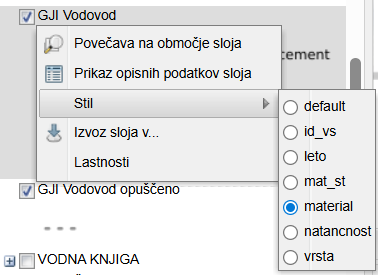 GJI Vodovod
Povečava na območje sloja
cement
Prikaz opisnih podatkov sloja
Stil
default
id_vs
Izvoz sloja v...
leto
Lastnosti
mat_st
GJI Vodovod opuščeno
material
natancnost
VODNA KNJIGA
vrsta